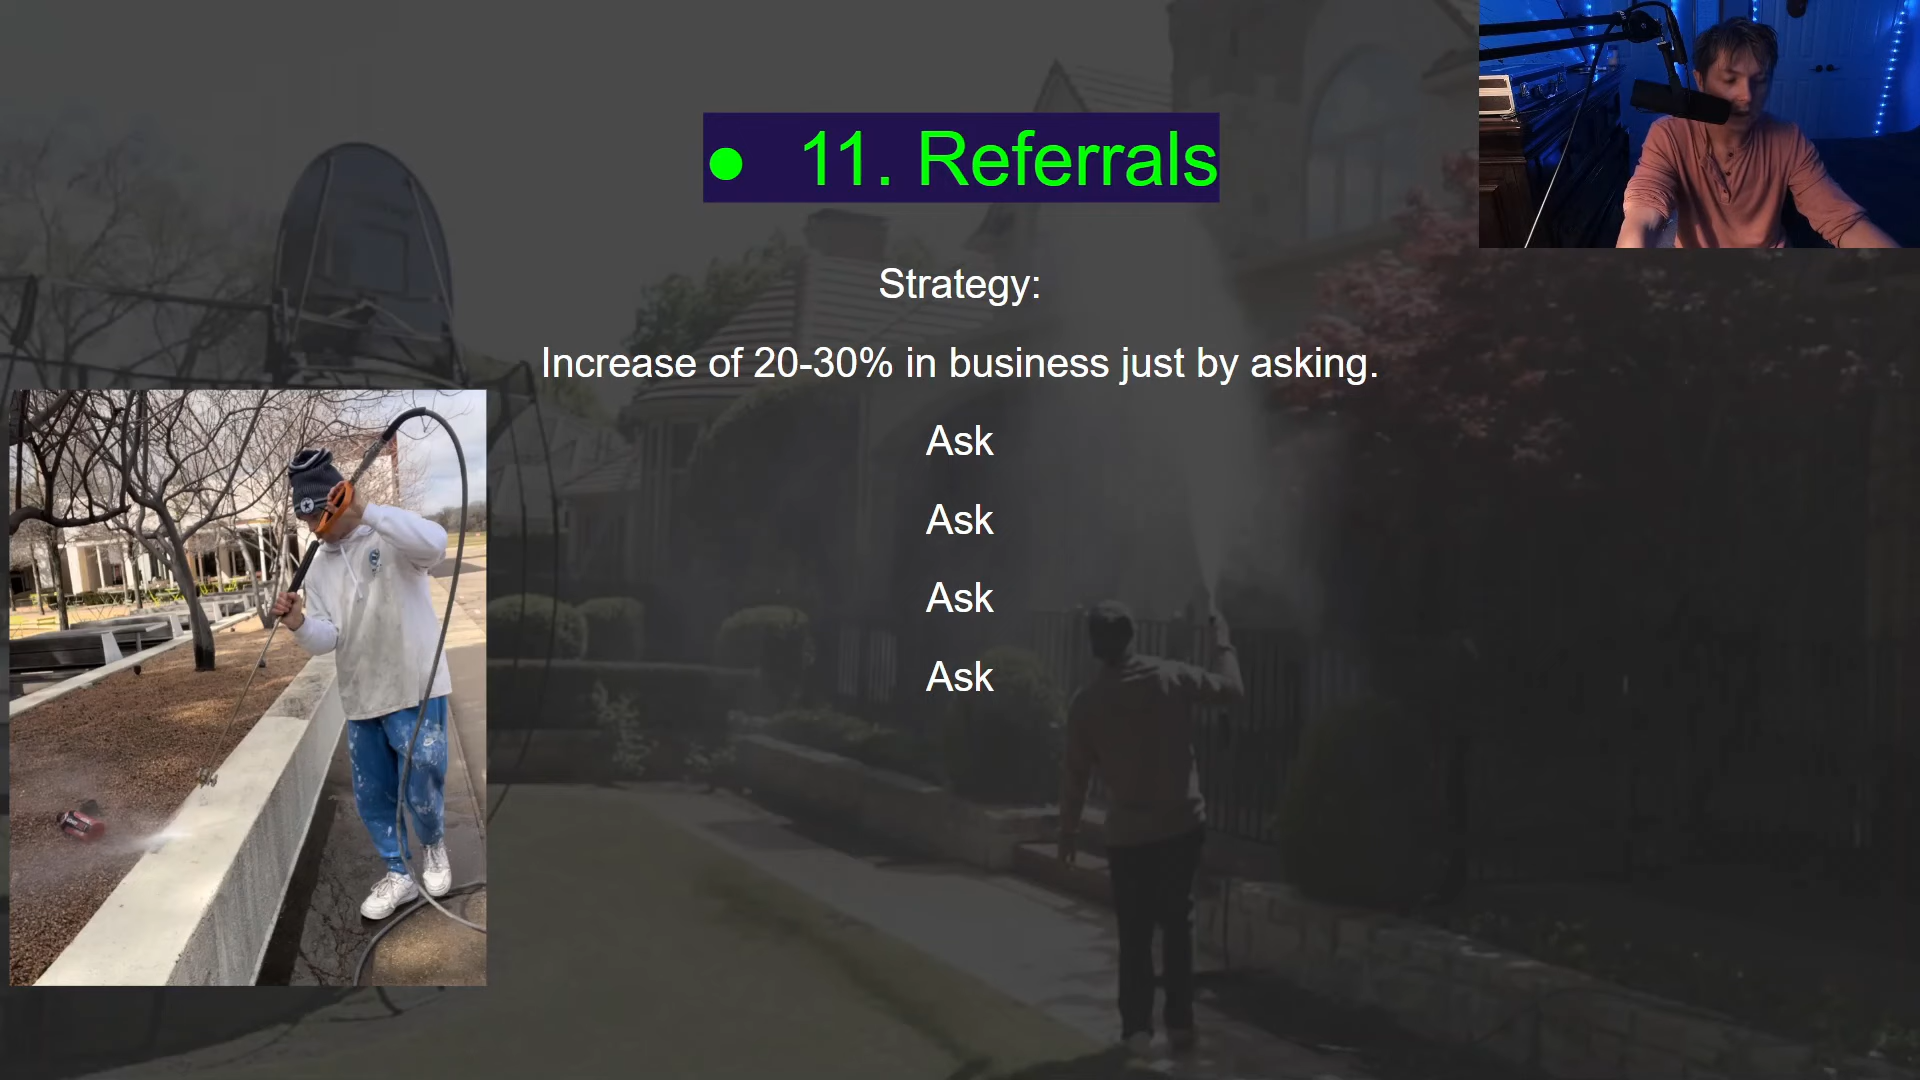 ● 11. Referrals
Strategy:
Increase of 20-30% in business just by asking.
Ask
Ask
Ask
Ask